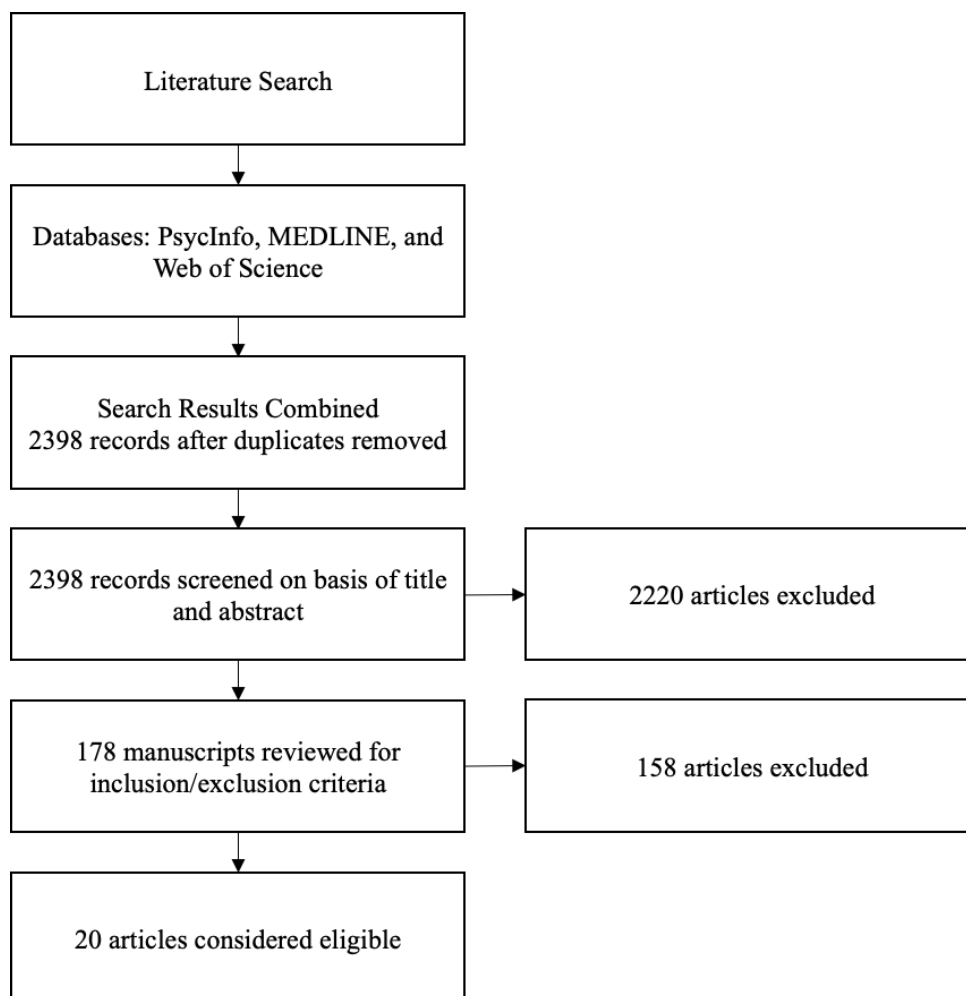 Literature Search
Databases: PsycInfo, MEDLINE, and
Web of Science
Search Results Combined
2398 records after duplicates removed
2398 records screened on basis of title
and abstract
2220 articles excluded
178 manuscripts reviewed for
inclusion/exclusion criteria
158 articles excluded
20 articles considered eligible